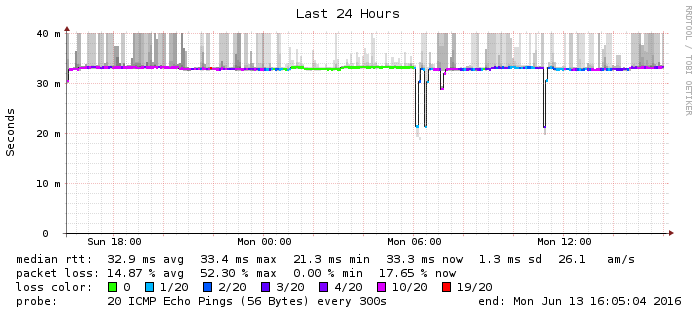 Last 24 Hours
RRDTOOL / TOBI OETIKER
Seconds
40 m
30 m
20 m
10 m
0
Sun 18:00 Mon 00:00 Mon 06:00 Mon 12:00
median rtt: 32.9 ms avg 33.4 ms max 21.3 ms min 33.3 ms now 1.3 ms sd 26.1 am/s
packet loss: 14.87 % avg 52.30 % max 0.00 % min 17.65 % now
loss color: 0 1/20 2/20 3/20 4/20 10/20 19/20
probe: 20 ICMP Echo Pings (56 Bytes) every 300s end: Mon Jun 13 16:05:04 2016